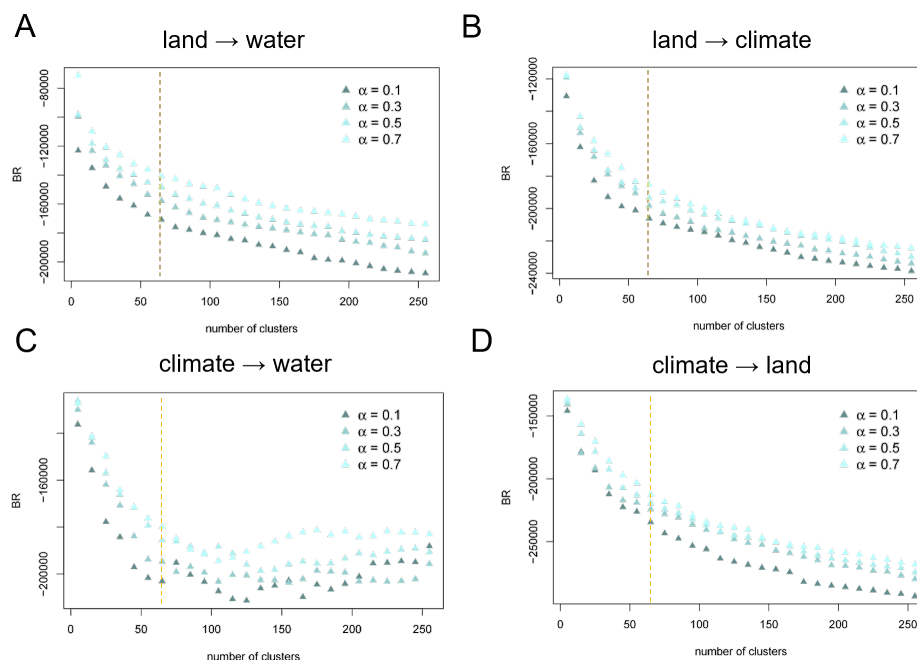 A
land → water
BR
−80000
−120000
−160000
−200000
α = 0.1
α = 0.3
α = 0.5
α = 0.7
0 50 100 150 200 250
number of clusters
B
land → climate
BR
−120000
−160000
−200000
−240000
α = 0.1
α = 0.3
α = 0.5
α = 0.7
0 50 100 150 200 250
number of clusters
C
climate → water
BR
−160000
−200000
α = 0.1
α = 0.3
α = 0.5
α = 0.7
0 50 100 150 200 250
number of clusters
D
climate → land
BR
−150000
−200000
−250000
α = 0.1
α = 0.3
α = 0.5
α = 0.7
0 50 100 150 200 250
number of clusters